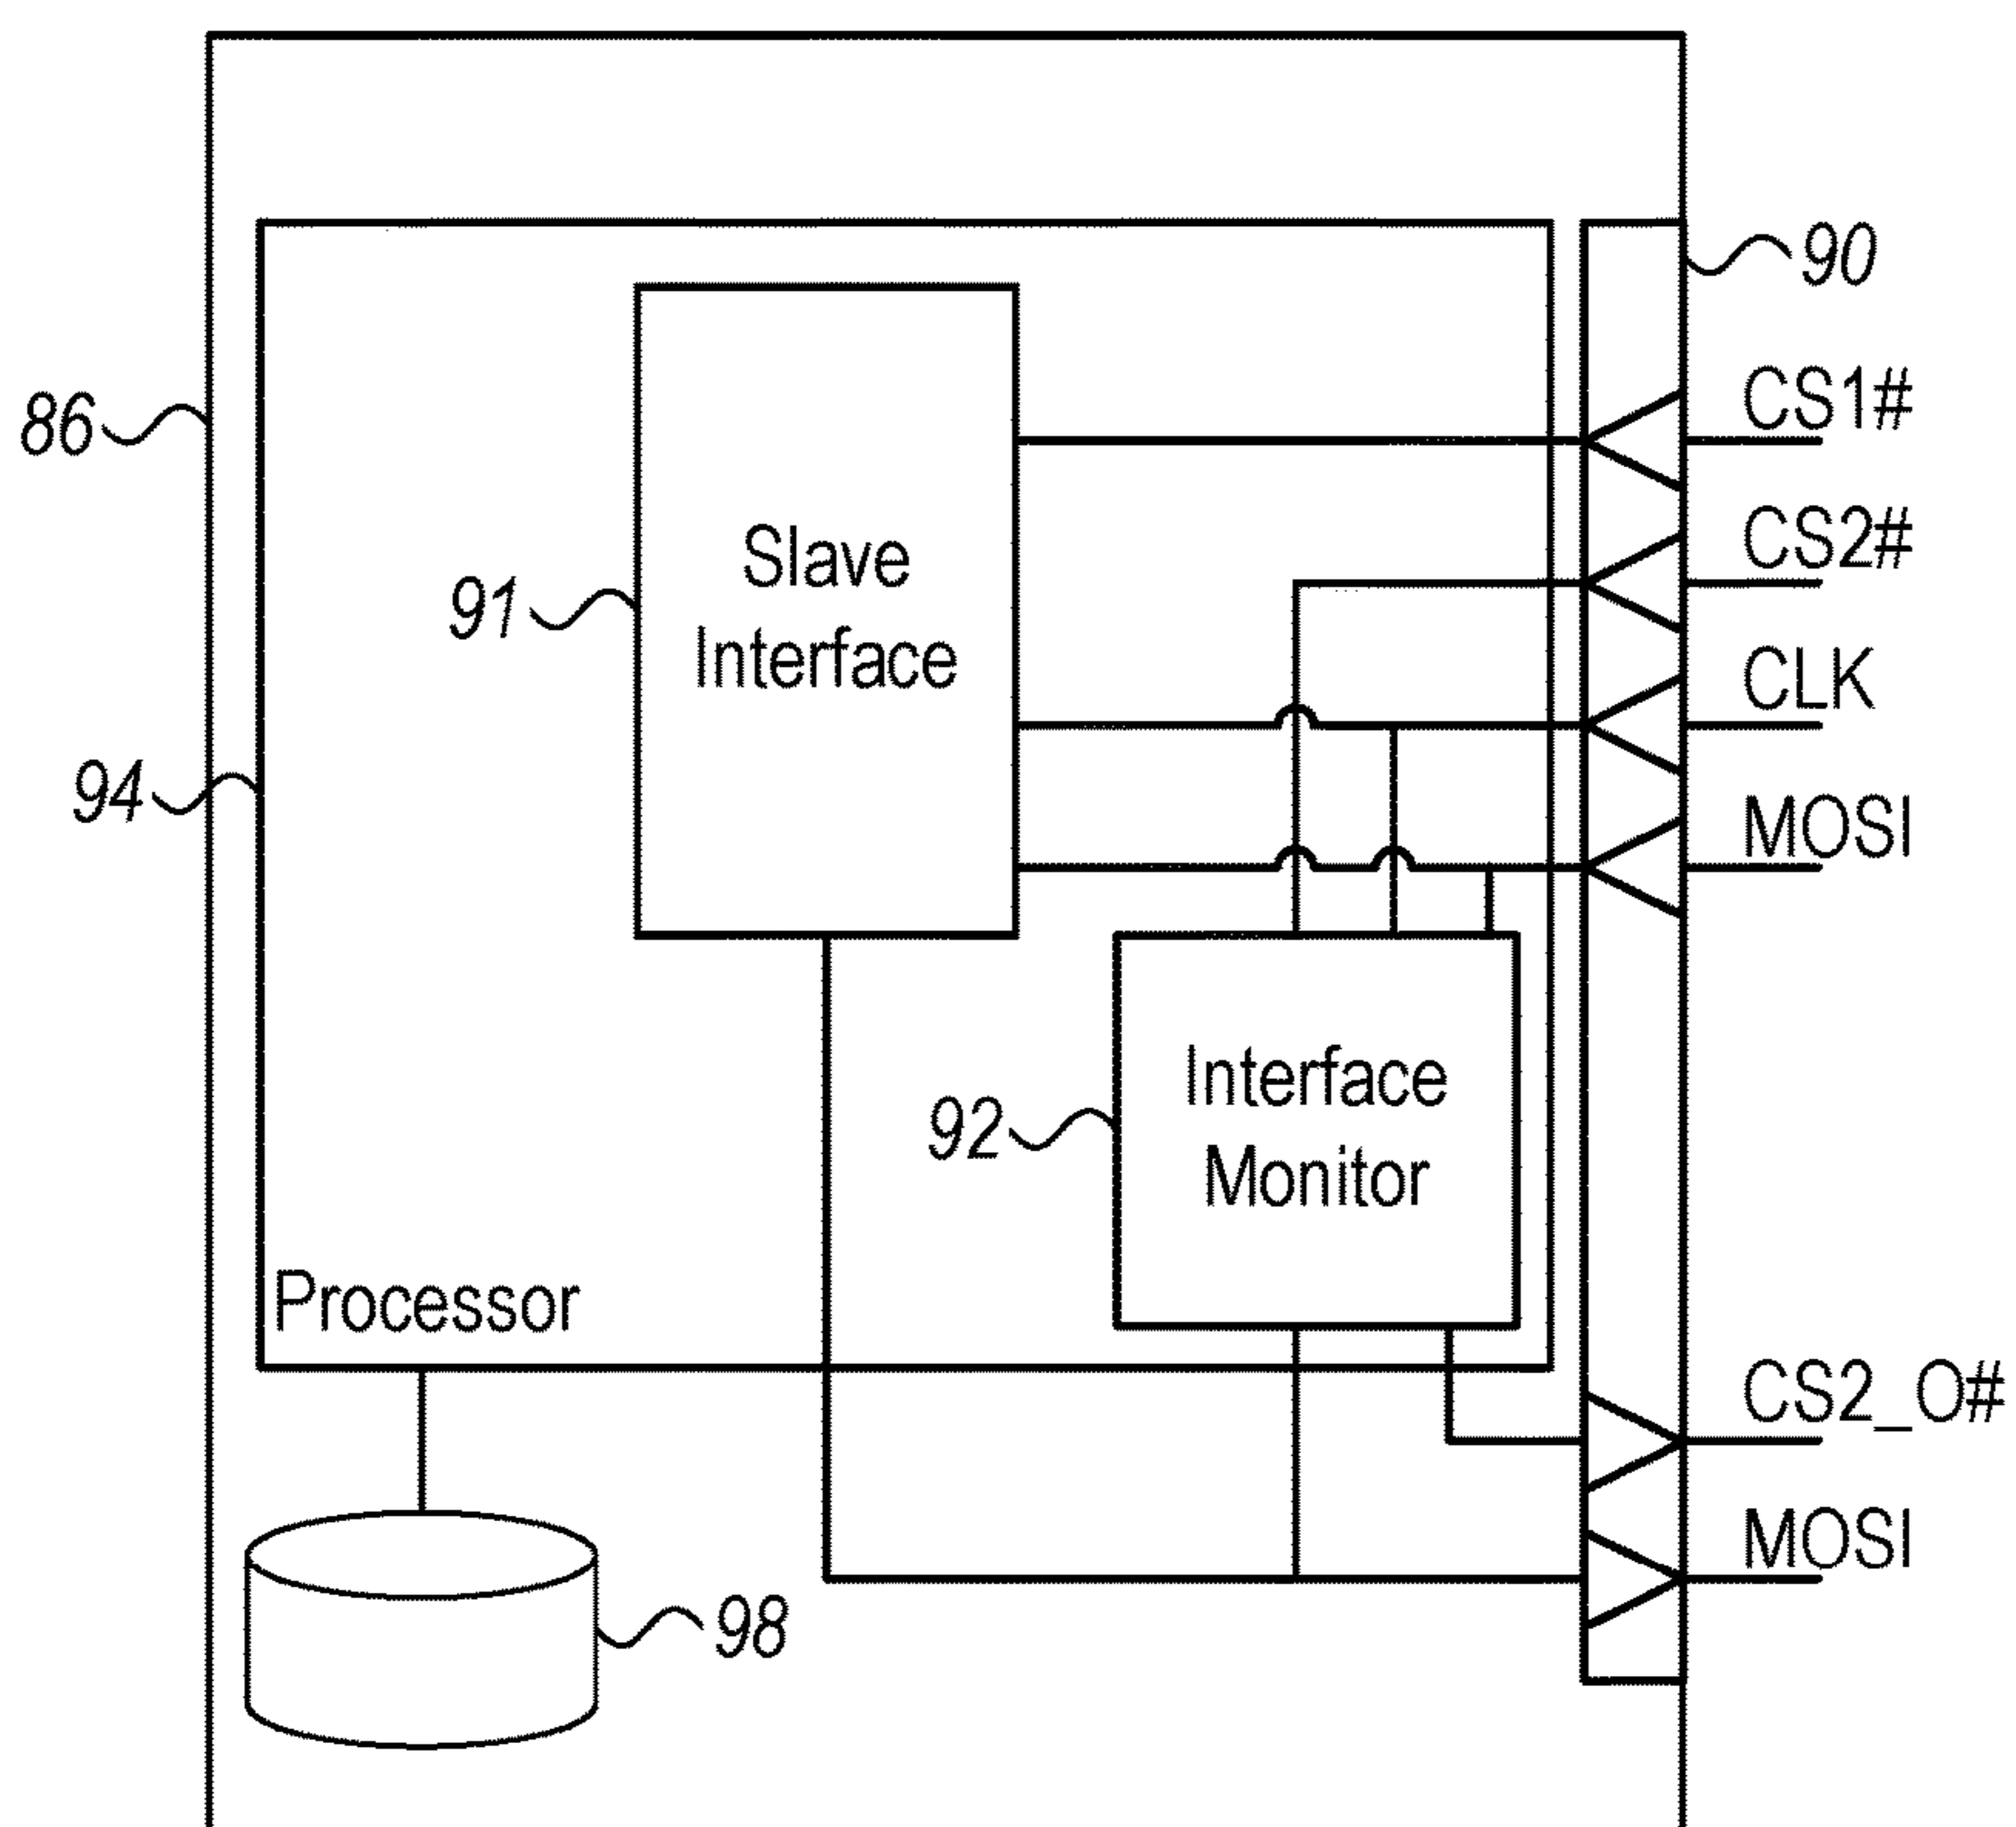 90
CS1#
86
CS2#
Slave
Interface
91
CLK
94
MOSI
Interface
Monitor
92
Processor
CS2_O#
MOSI
98